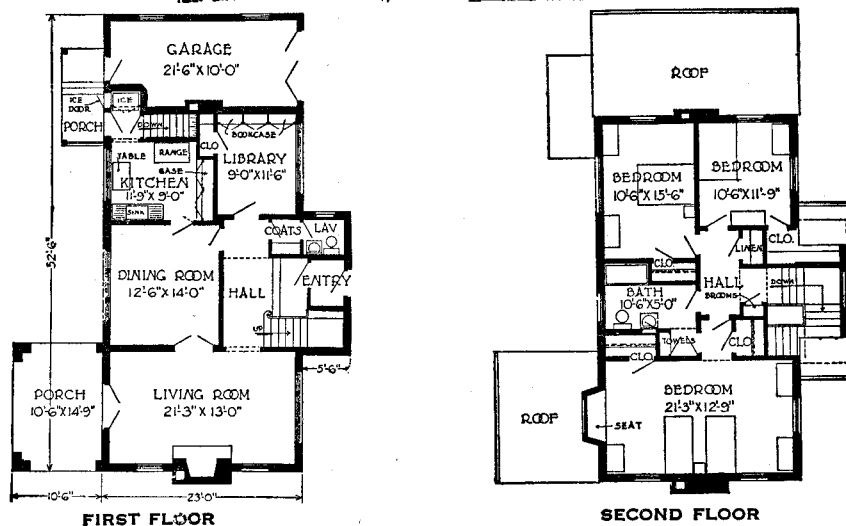 GARAGE
21'-6"X10'-0"
ICE
DOOR
ICE
PORCH
DOWN
BOOKCASE
CLO
LIBRARY
9'-0"X11'-6"
TABLE
RANGE
KITCHEN
11'-9"X 9'-0"
SINK
COATS
LAV
DINING ROOM
12'-6"X14'-0"
HALL
ENTRY
UP
52'-6"
5'-6"
PORCH
10'-6"X14'-9"
LIVING ROOM
21'-3"X 13'-0"
10'-6"
23'-0"
FIRST FLOOR
ROOF
BEDROOM
10'-6"X15'-6"
BEDROOM
10'-6"X11'-9"
CLO.
LINEN
CLO.
HALL
DOWN
BATH
10'-6"X5'-0"
BROOMS
TOWELS
CLO.
CLO.
BEDROOM
21'-3"X12'-9"
ROOF
SEAT
SECOND FLOOR